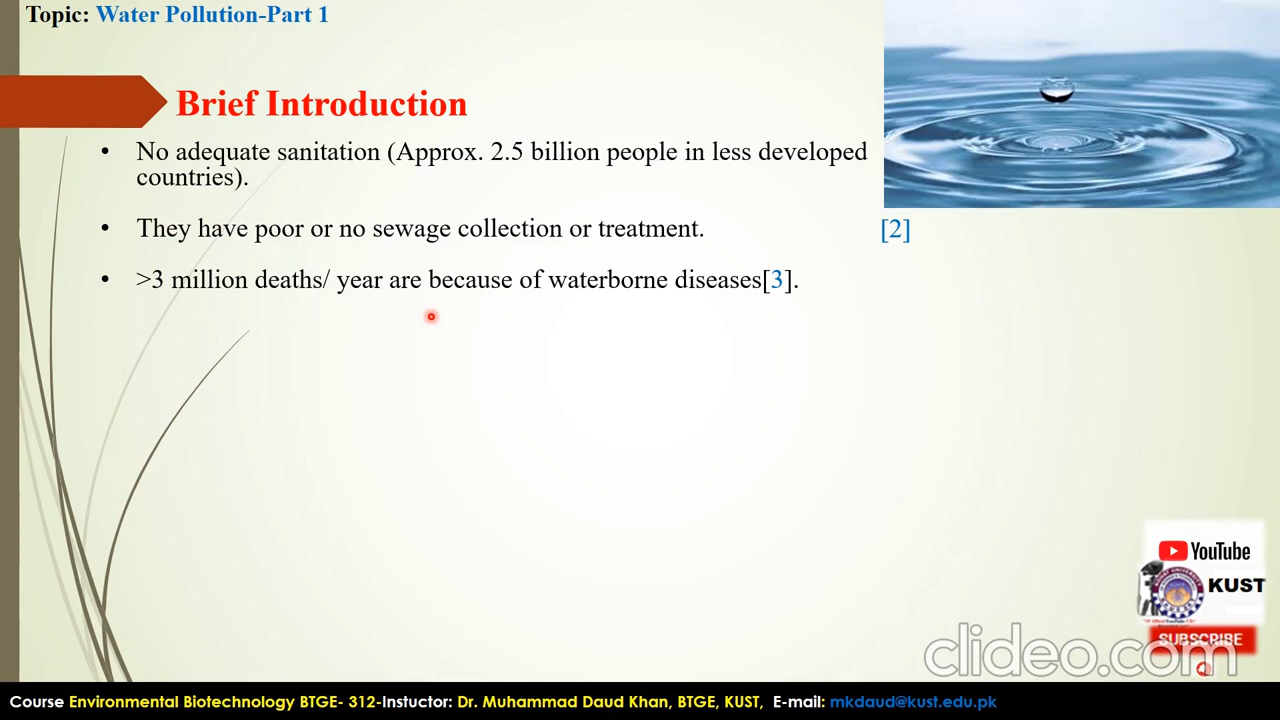 Topic: Water Pollution-Part 1
Brief Introduction
• No adequate sanitation (Approx. 2.5 billion people in less developed
countries).
• They have poor or no sewage collection or treatment.
[2]
• >3 million deaths/ year are because of waterborne diseases[3].
YouTube
KUST
SUBSCRIBE
clideo.com
Course Environmental Biotechnology BTGE- 312-Instuctor: Dr. Muhammad Daud Khan, BTGE, KUST, E-mail: mkdaud@kust.edu.pk